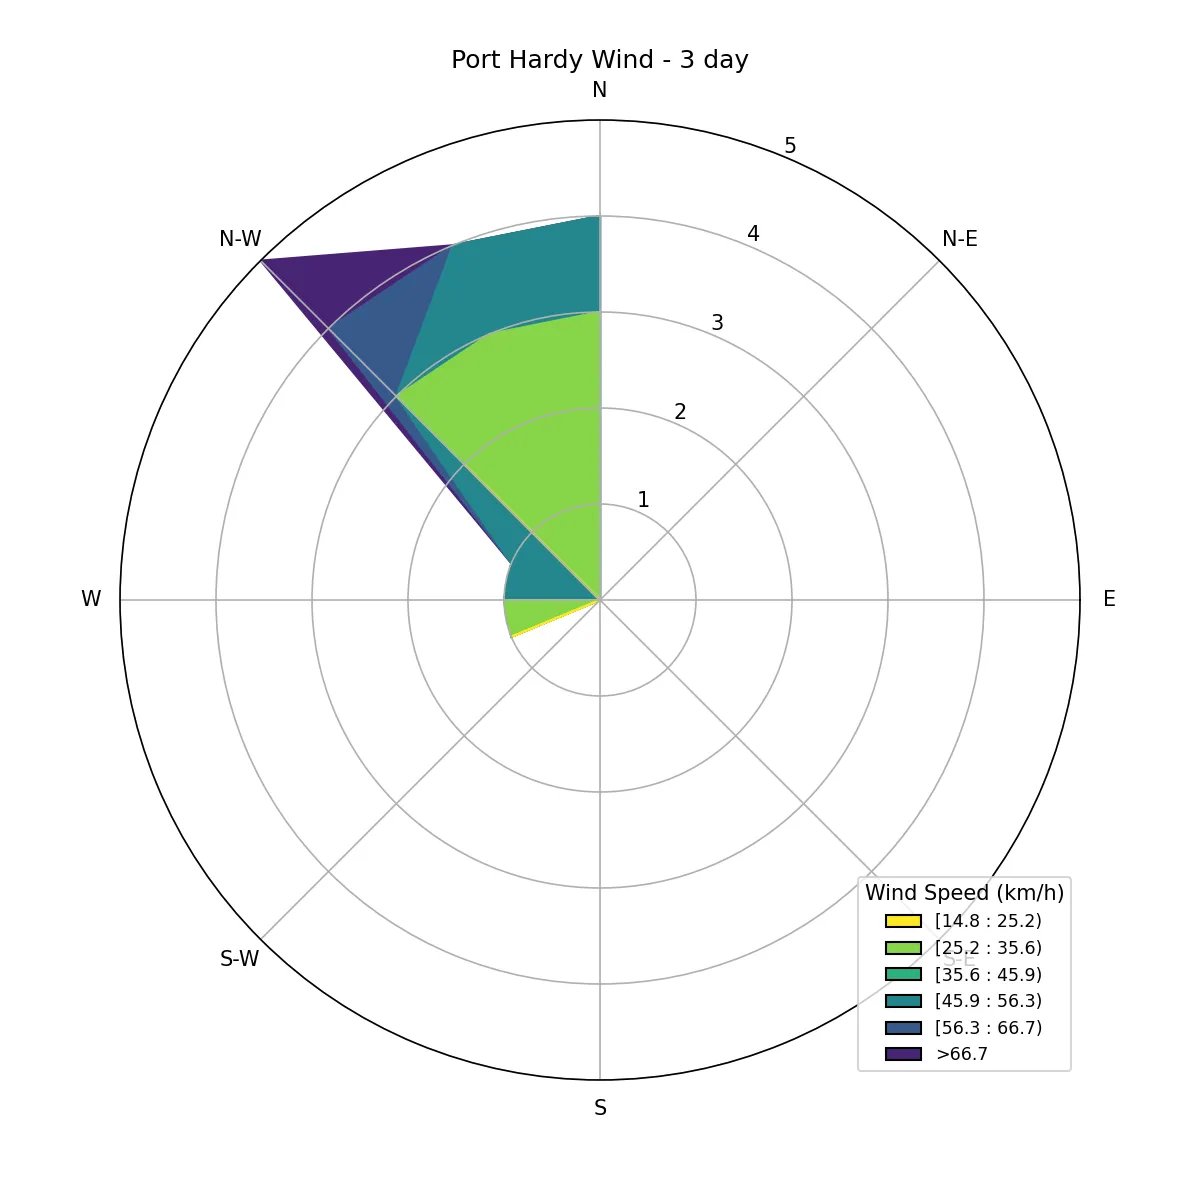 Port Hardy Wind - 3 day
N
5
N-W
4
N-E
3
2
1
W
E
Wind Speed (km/h)
[14.8 : 25.2)
[25.2 : 35.6)
S-W
S-E
[35.6 : 45.9)
[45.9 : 56.3)
[56.3 : 66.7)
>66.7
S